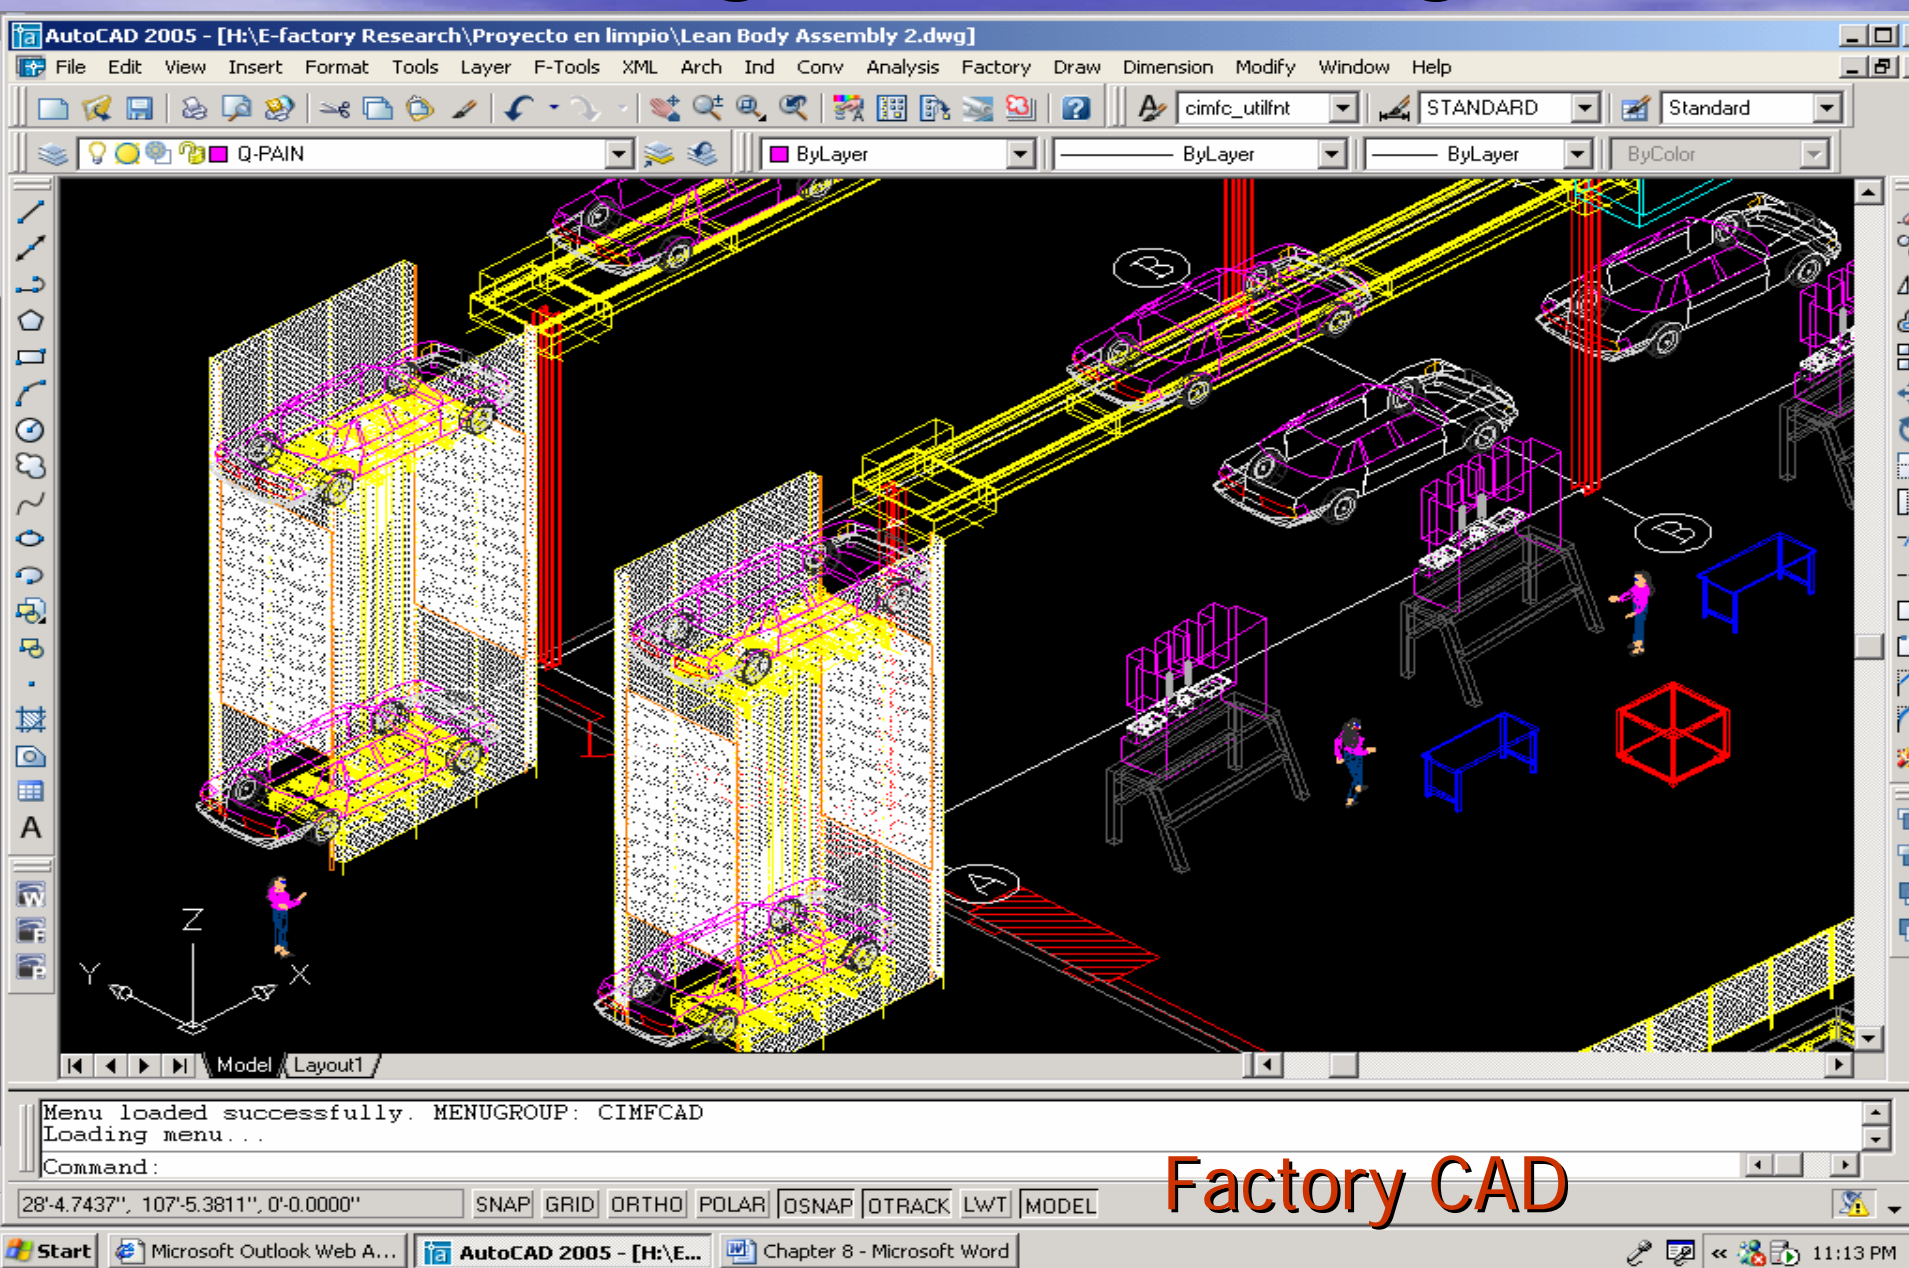 AutoCAD 2005 - [H:\E-factory Research\Proyecto en limpio\Lean Body Assembly 2.dwg]
File Edit View Insert Format Tools Layer F-Tools XML Arch Ind Conv Analysis Factory Draw Dimension Modify Window Help
cimfc_utilfnt STANDARD Standard
Q-PAIN ByLayer ByLayer ByLayer ByColor
B
B
A
Z
Y X
Model Layout1
Menu loaded successfully. MENUGROUP: CIMFCAD
Loading menu...
Command:
Factory CAD
28'-4.7437", 107'-5.3811", 0'-0.0000" SNAP GRID ORTHO POLAR OSNAP OTRACK LWT MODEL
Start Microsoft Outlook Web A... AutoCAD 2005 - [H:\E... Chapter 8 - Microsoft Word 11:13 PM